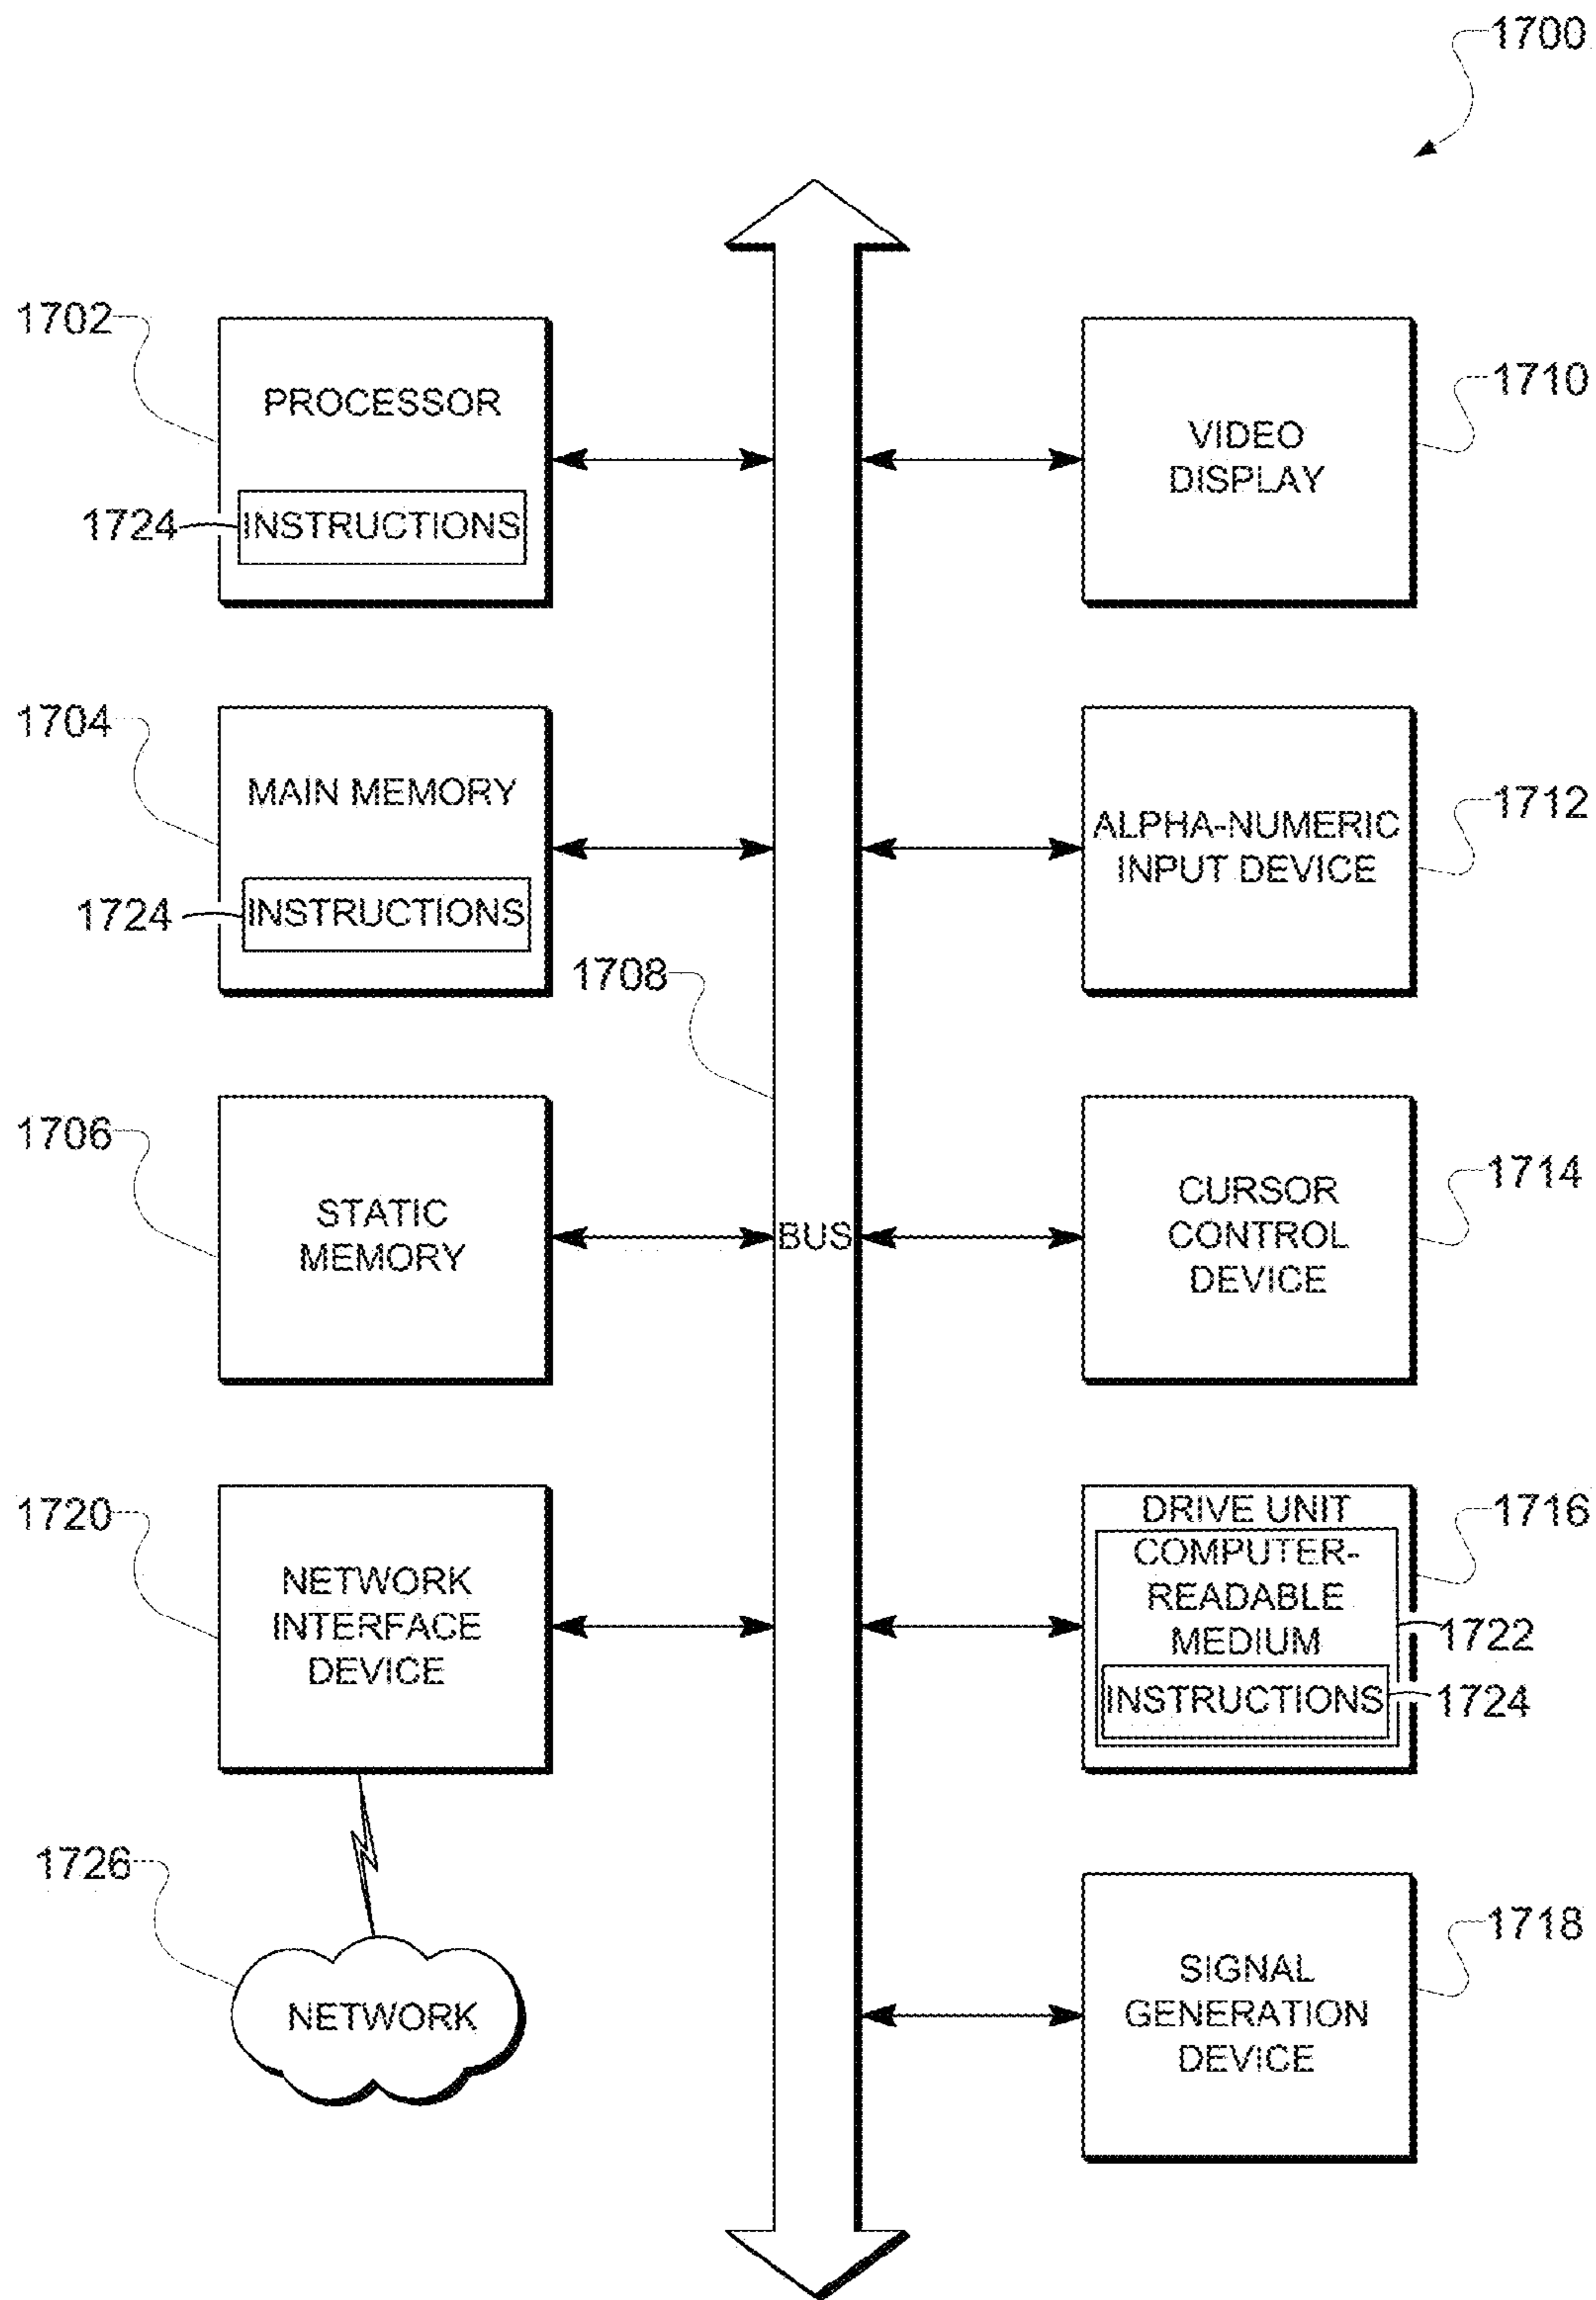 1700
1702
PROCESSOR
1724
INSTRUCTIONS
1710
VIDEO
DISPLAY
1704
MAIN MEMORY
1724
INSTRUCTIONS
1712
ALPHA-NUMERIC
INPUT DEVICE
1708
1706
STATIC
MEMORY
BUS
1714
CURSOR
CONTROL
DEVICE
1720
NETWORK
INTERFACE
DEVICE
1716
DRIVE UNIT
COMPUTER-
READABLE
MEDIUM
1722
INSTRUCTIONS
1724
1726
NETWORK
1718
SIGNAL
GENERATION
DEVICE